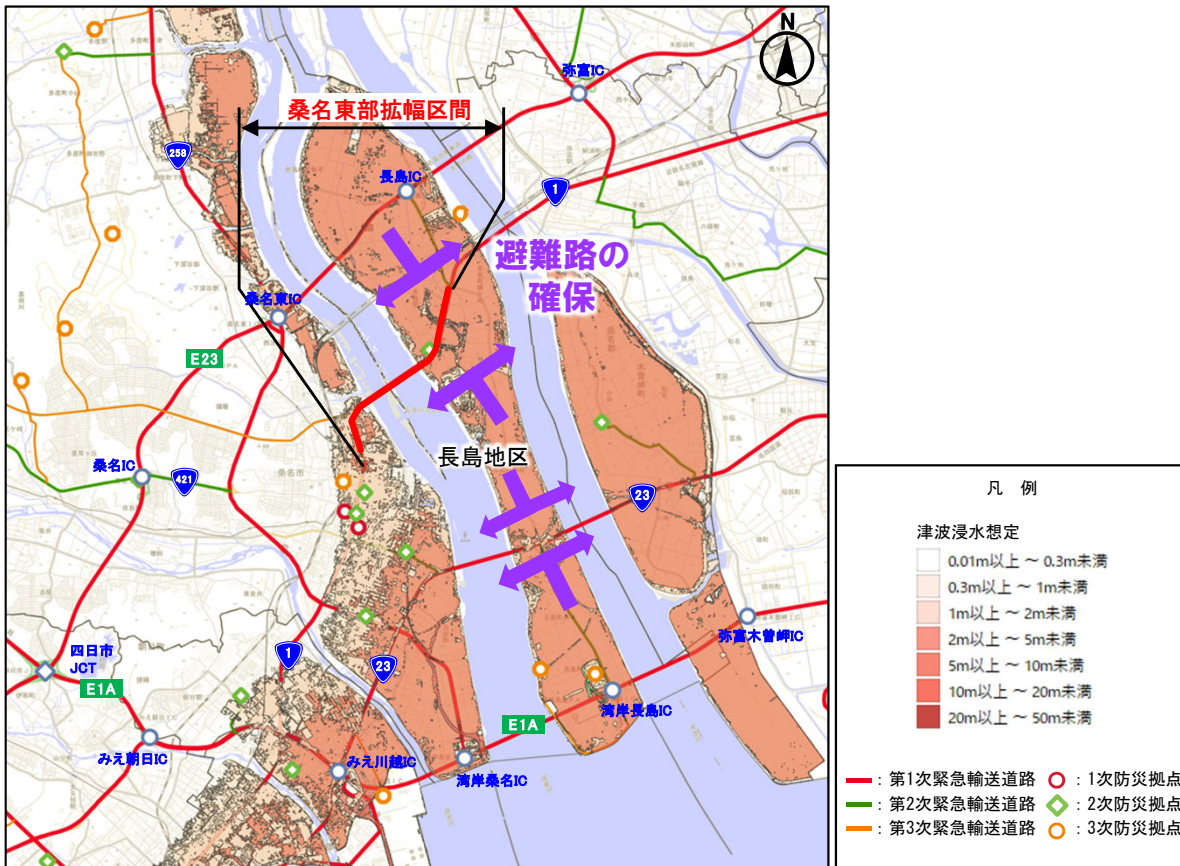 N
弥富IC
桑名東部拡幅区間
258
長島IC
1
避難路の
確保
桑名東IC
E23
長島地区
桑名IC
421
桑名市
23
弥富木曽岬IC
四日市
JCT
E1A
1
23
湾岸長島IC
E1A
みえ朝日IC
みえ川越IC
湾岸桑名IC
凡 例
津波浸水想定
0.01m以上 ~ 0.3m未満
0.3m以上 ~ 1m未満
1m以上 ~ 2m未満
2m以上 ~ 5m未満
5m以上 ~ 10m未満
10m以上 ~ 20m未満
20m以上 ~ 50m未満
:第1次緊急輸送道路 :1次防災拠点
:第2次緊急輸送道路 :2次防災拠点
:第3次緊急輸送道路 :3次防災拠点